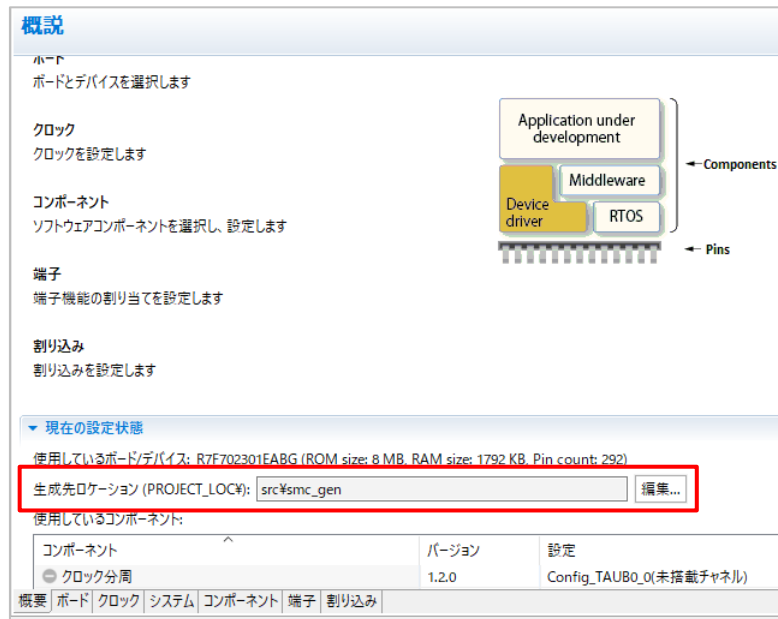 概説
ボード
ボードとデバイスを選択します
クロック
クロックを設定します
コンポーネント
ソフトウェアコンポーネントを選択し、設定します
端子
端子機能の割り当てを設定します
割り込み
割り込みを設定します
Application under
development
Middleware
Device
driver
RTOS
Components
Pins
現在の設定状態
使用しているボード/デバイス: R7F702301EABG (ROM size: 8 MB, RAM size: 1792 KB, Pin count: 292)
生成先ロケーション (PROJECT_LOC¥): src¥smc_gen 編集...
使用しているコンポーネント:
コンポーネント バージョン 設定
クロック分周 1.2.0 Config_TAUB0_0(未搭載チャネル)
概要 ボード クロック システム コンポーネント 端子 割り込み